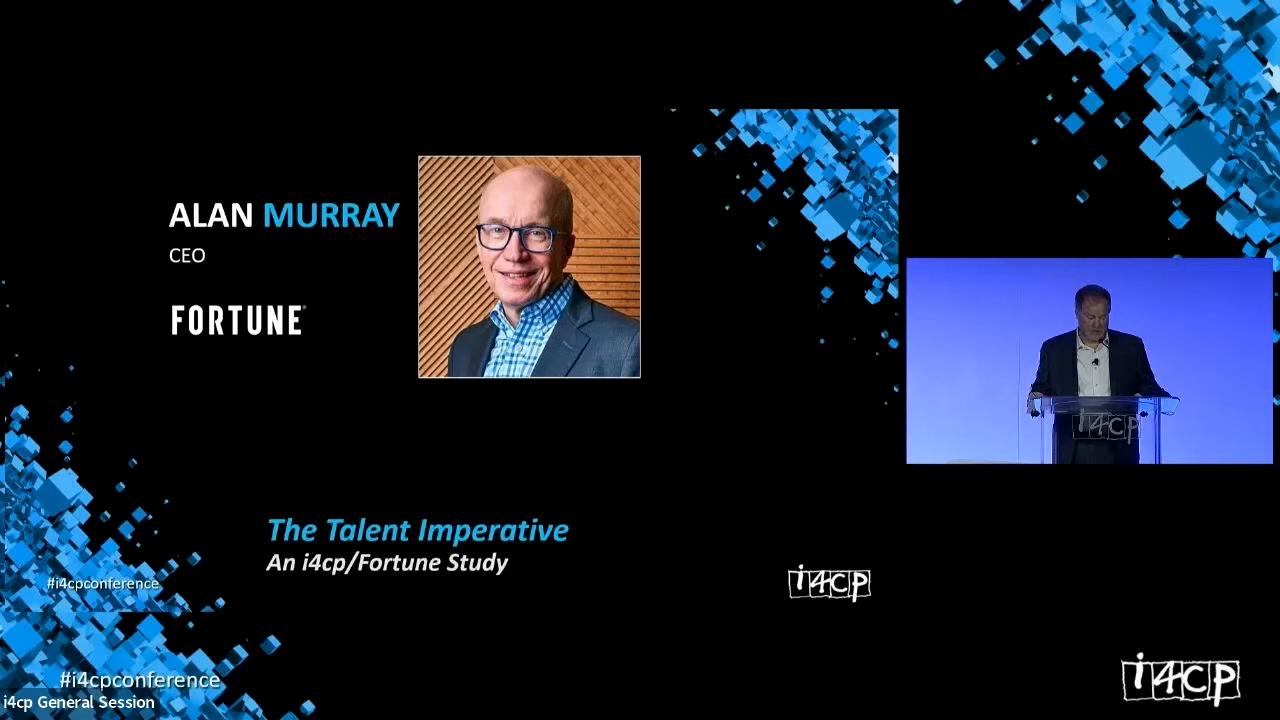 ALAN MURRAY
CEO
FORTUNE
The Talent Imperative
An i4cp/Fortune Study
#i4cpconference
i4cp
i4cp
#i4cpconference
i4cp General Session
i4cp